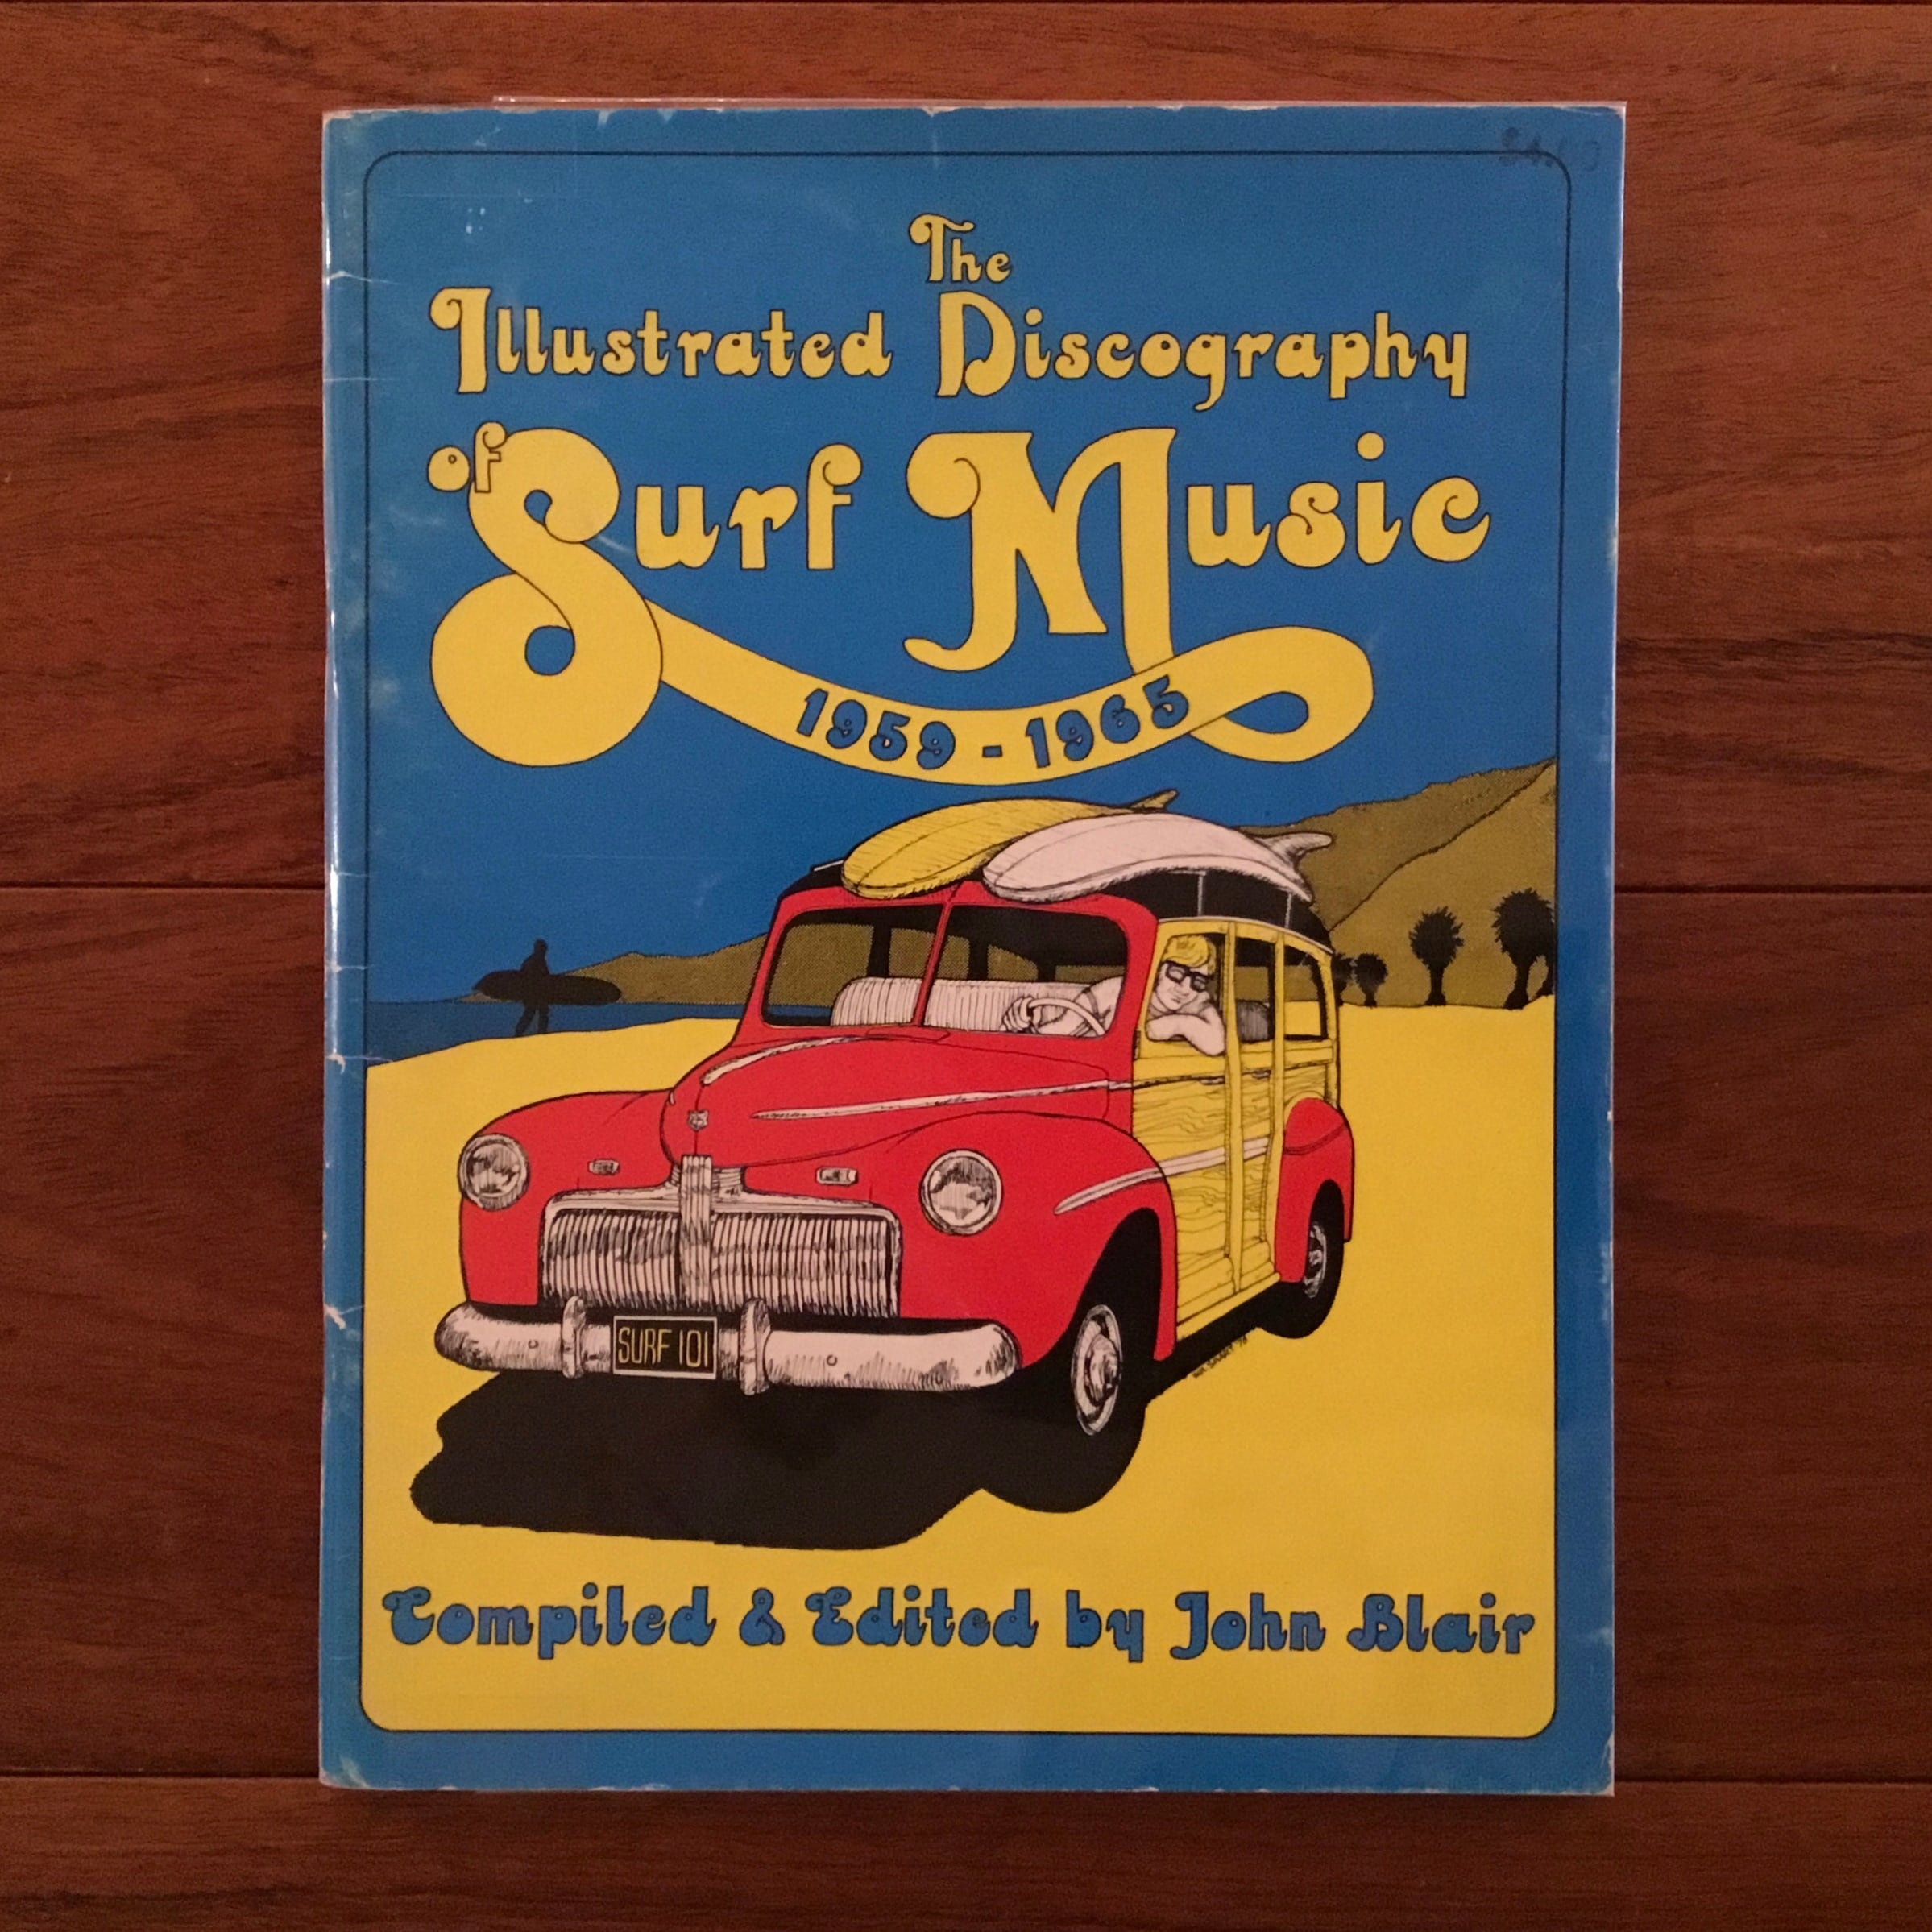 The
Illustrated Discography
of Surf Music
1959 - 1965
SURF 101
Compiled & Edited by John Blair